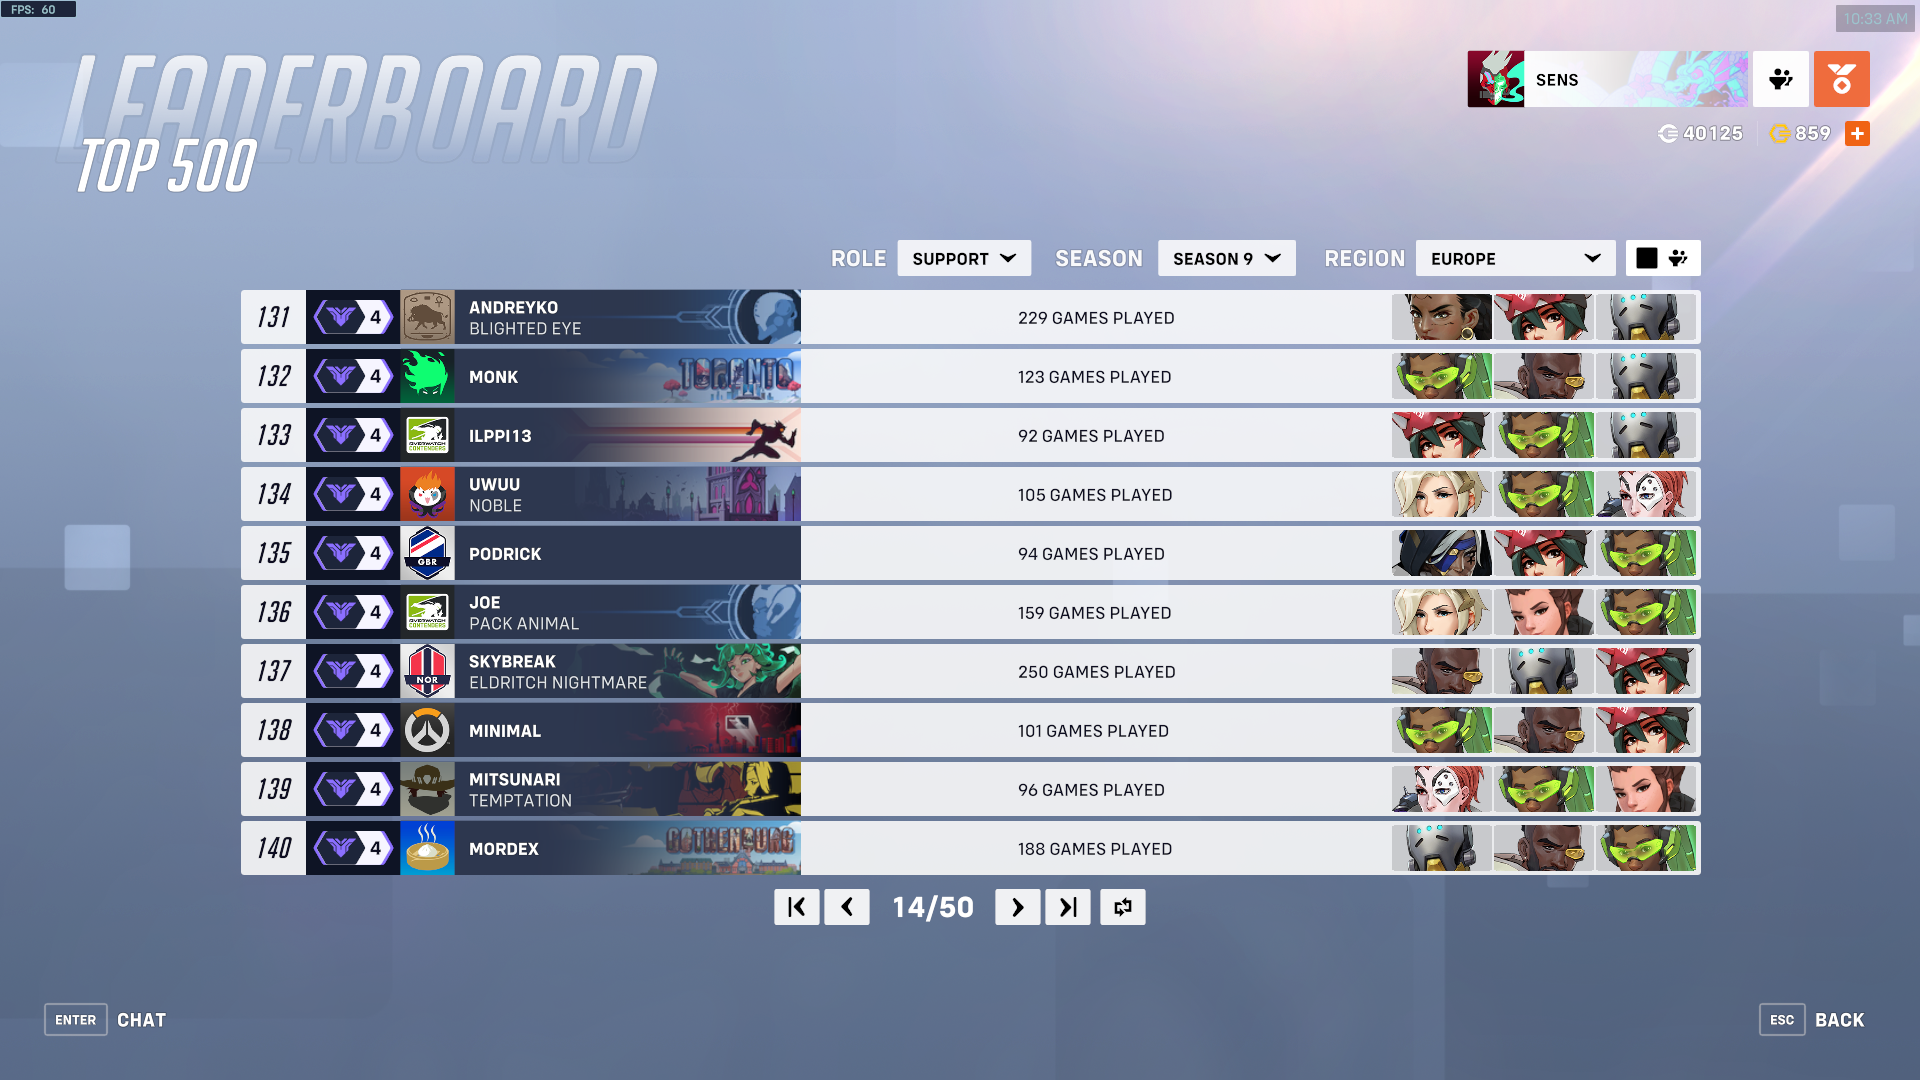 FPS: 60
10:33 AM
LEADERBOARD
TOP 500
SENS
40125
859
ROLE SUPPORT SEASON SEASON 9 REGION EUROPE
131 4 ANDREYKO 229 GAMES PLAYED
BLIGHTED EYE
132 4 MONK TORONTO 123 GAMES PLAYED
133 4 OVERWATCH CONTENDERS ILPPI13 92 GAMES PLAYED
134 4 UWUU 105 GAMES PLAYED
NOBLE
135 4 GBR PODRICK 94 GAMES PLAYED
136 4 OVERWATCH CONTENDERS JOE 159 GAMES PLAYED
PACK ANIMAL
137 4 NOR SKYBREAK 250 GAMES PLAYED
ELDRITCH NIGHTMARE
138 4 MINIMAL 101 GAMES PLAYED
139 4 MITSUNARI 96 GAMES PLAYED
TEMPTATION
140 4 MORDEX GOTHENBURG 188 GAMES PLAYED
14/50
ENTER CHAT
ESC BACK